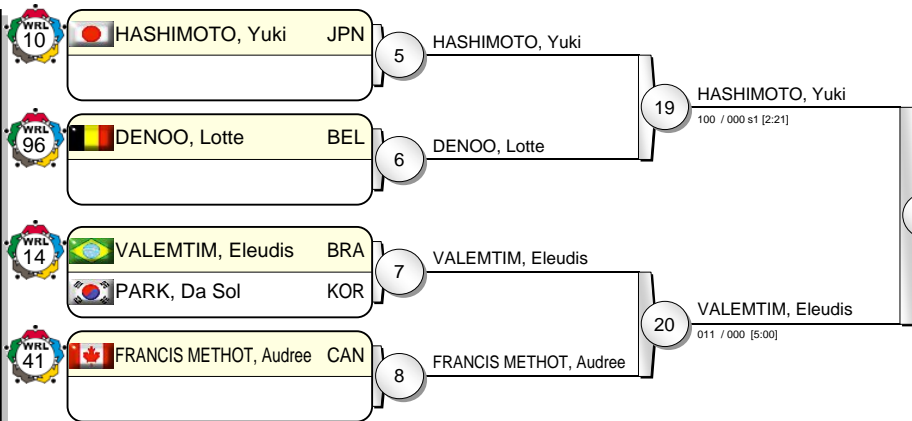 WRL
10
HASHIMOTO, Yuki JPN
5
HASHIMOTO, Yuki
19
HASHIMOTO, Yuki
100 / 000 s1 [2:21]
WRL
96
DENOO, Lotte BEL
6
DENOO, Lotte
WRL
14
VALEMTIM, Eleudis BRA
PARK, Da Sol KOR
7
VALEMTIM, Eleudis
20
VALEMTIM, Eleudis
011 / 000 [5:00]
WRL
41
FRANCIS METHOT, Audree CAN
8
FRANCIS METHOT, Audree